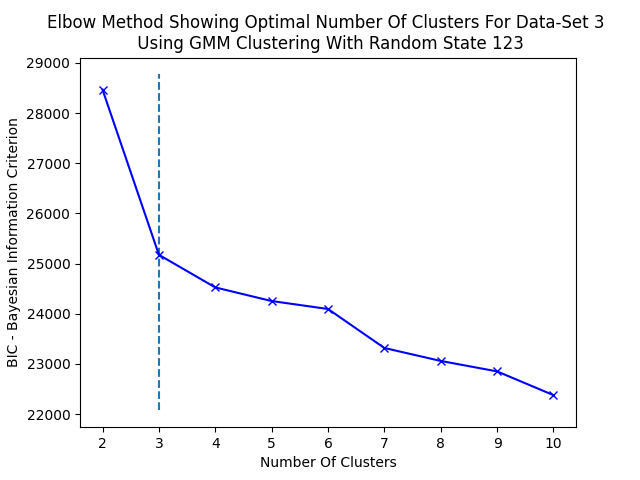 Elbow Method Showing Optimal Number Of Clusters For Data-Set 3
Using GMM Clustering With Random State 123
29000
28000
27000
26000
25000
24000
23000
22000
BIC - Bayesian Information Criterion
2 3 4 5 6 7 8 9 10
Number Of Clusters